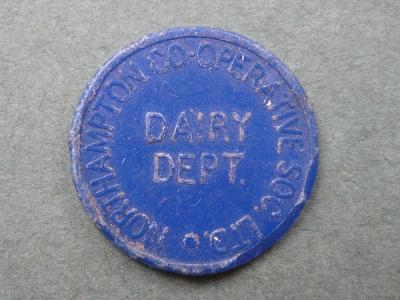 NORTHAMPTON CO-OPERATIVE SOC. LTD.
DAIRY
DEPT.